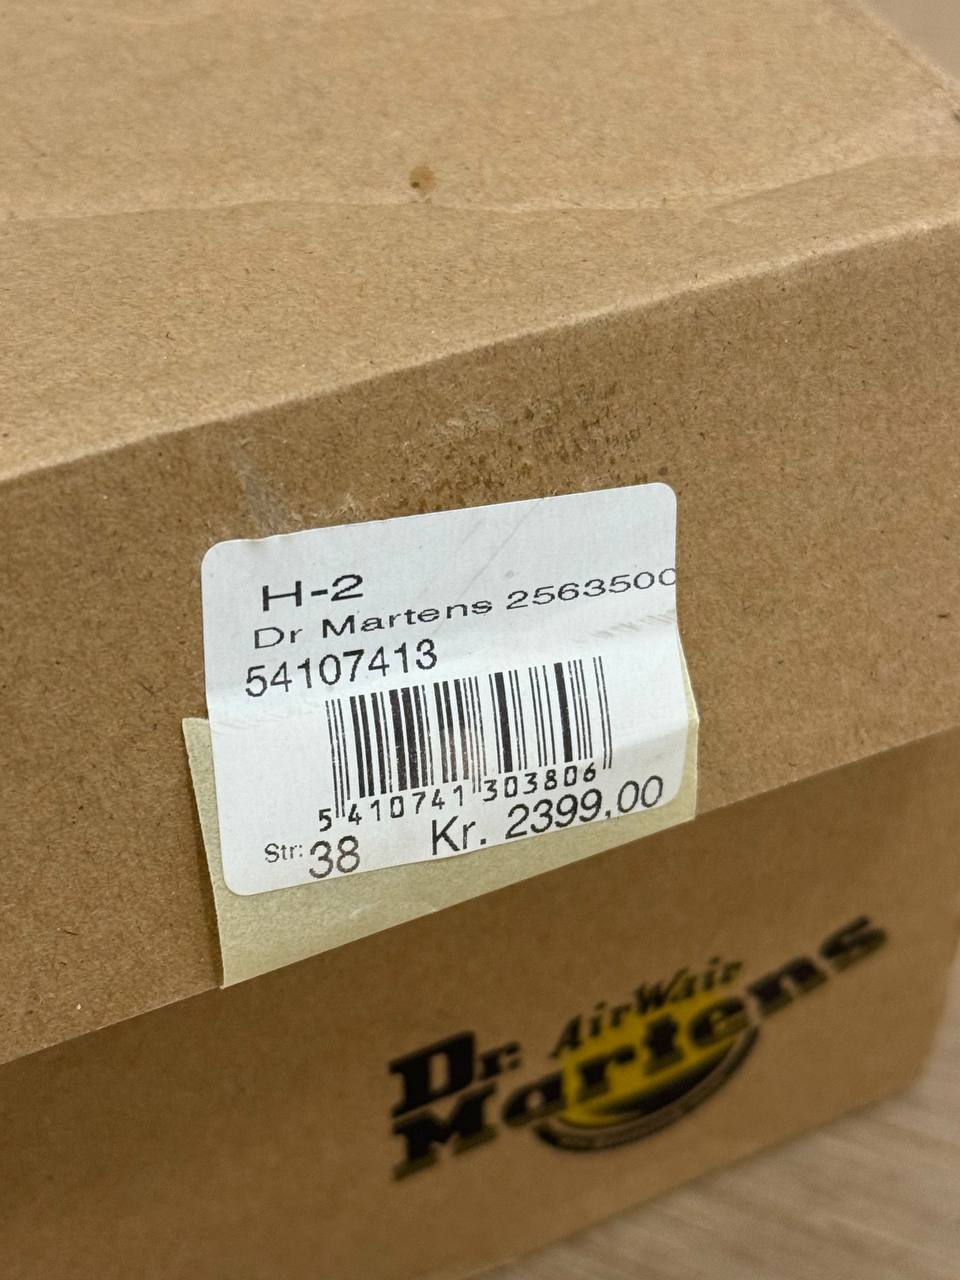 H-2
Dr Martens 2563500
54107413
5 410741 303806
Str: 38 Kr. 2399,00
Dr. AirWair
Martens